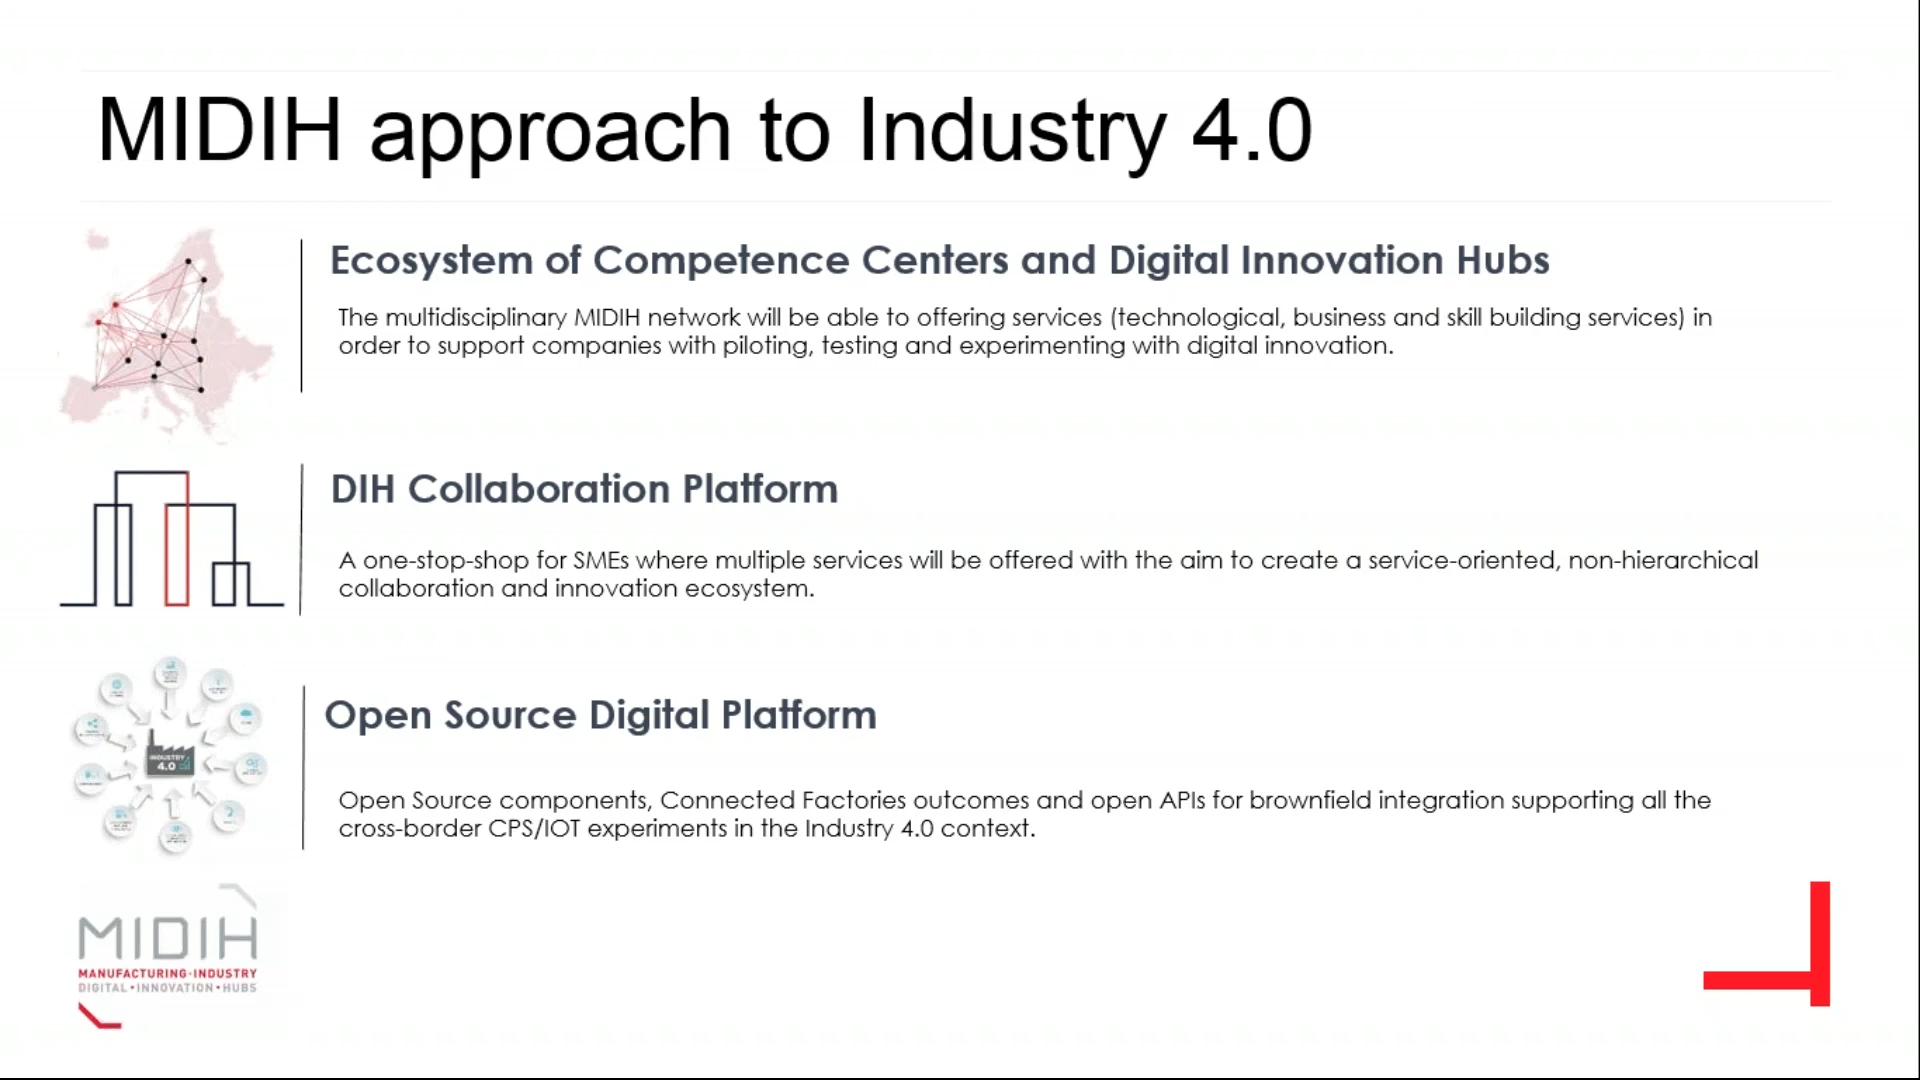 MIDIH approach to Industry 4.0
Ecosystem of Competence Centers and Digital Innovation Hubs
The multidisciplinary MIDIH network will be able to offering services (technological, business and skill building services) in
order to support companies with piloting, testing and experimenting with digital innovation.
DIH Collaboration Platform
A one-stop-shop for SMEs where multiple services will be offered with the aim to create a service-oriented, non-hierarchical
collaboration and innovation ecosystem.
INDUSTRY
4.0
Open Source Digital Platform
Open Source components, Connected Factories outcomes and open APIs for brownfield integration supporting all the
cross-border CPS/IOT experiments in the Industry 4.0 context.
MIDIH
MANUFACTURING·INDUSTRY
DIGITAL•INNOVATION•HUBS